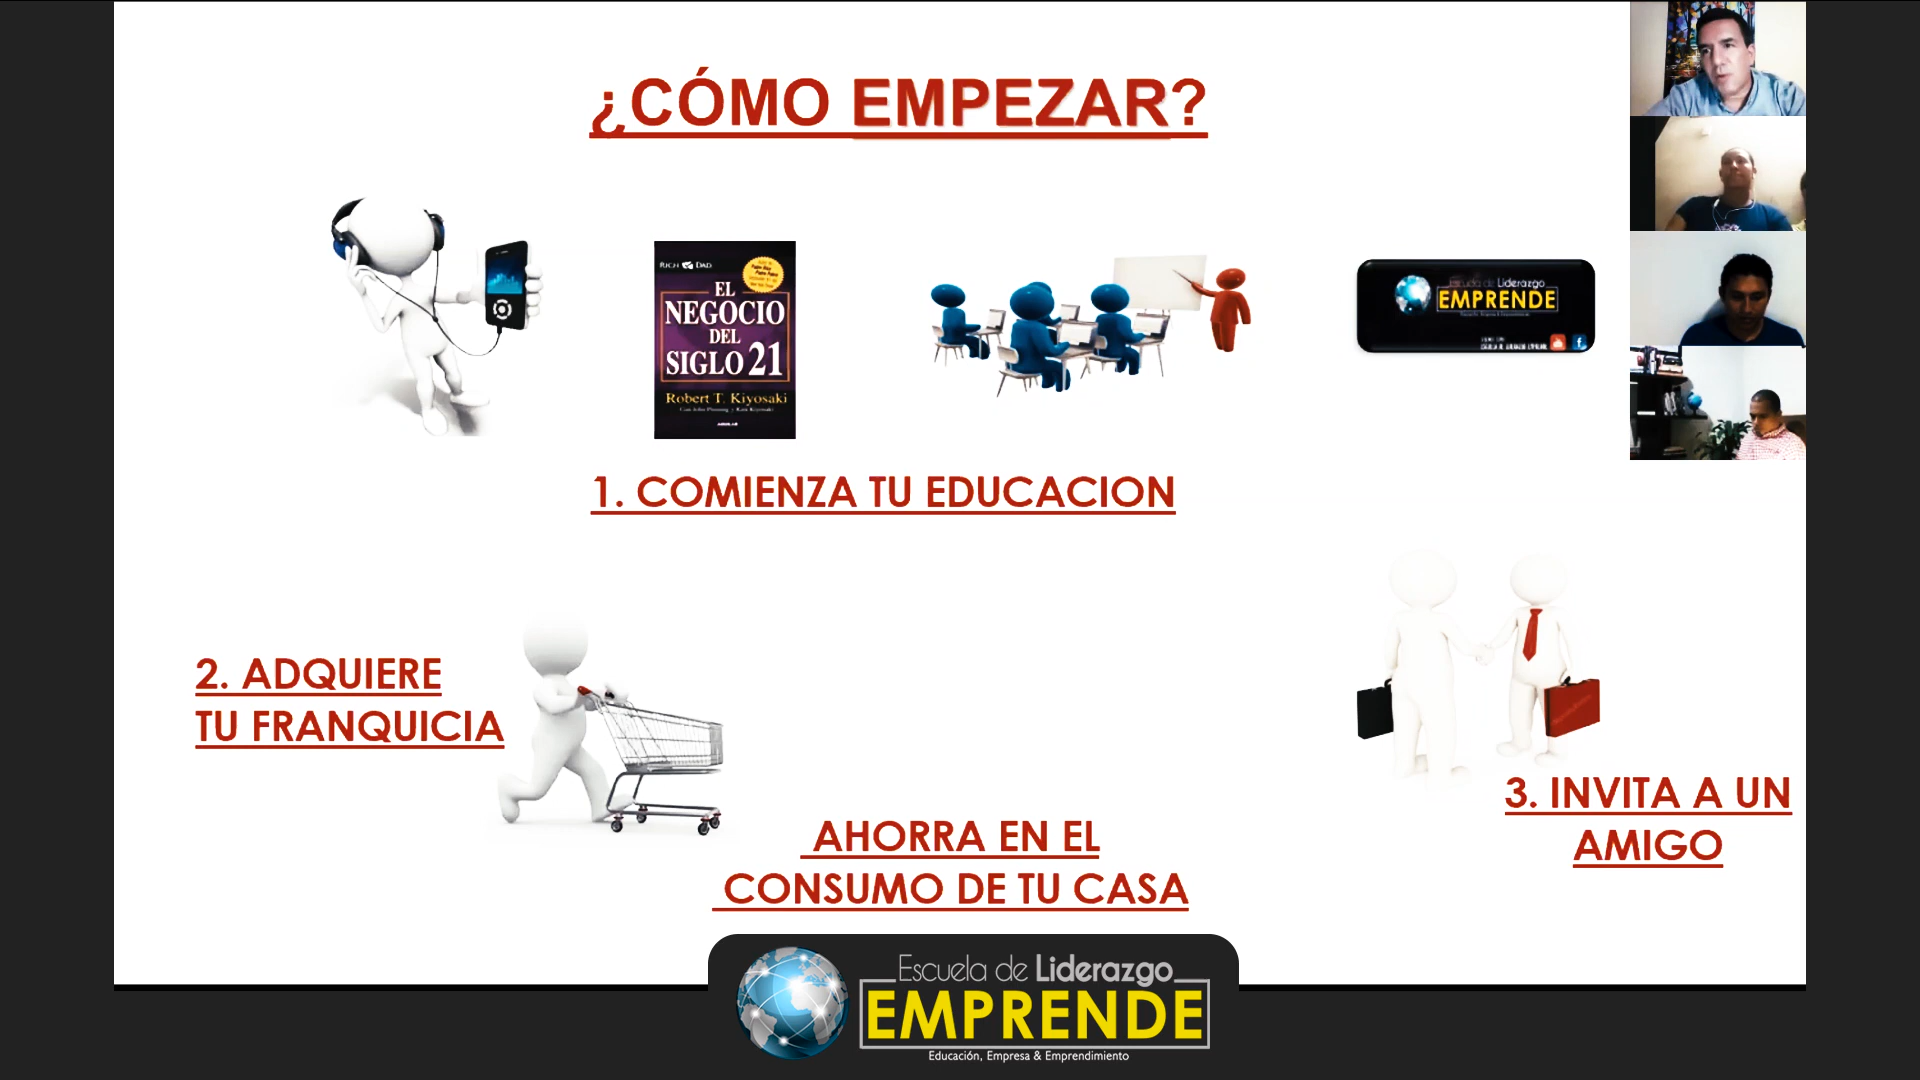 ¿CÓMO EMPEZAR?
RICH DAD
EL
NEGOCIO
DEL
SIGLO 21
Robert T. Kiyosaki
Escuela de Liderazgo
EMPRENDE
1. COMIENZA TU EDUCACION
2. ADQUIERE
TU FRANQUICIA
AHORRA EN EL
CONSUMO DE TU CASA
3. INVITA A UN
AMIGO
Escuela de Liderazgo
EMPRENDE
Educación, Empresa & Emprendimiento